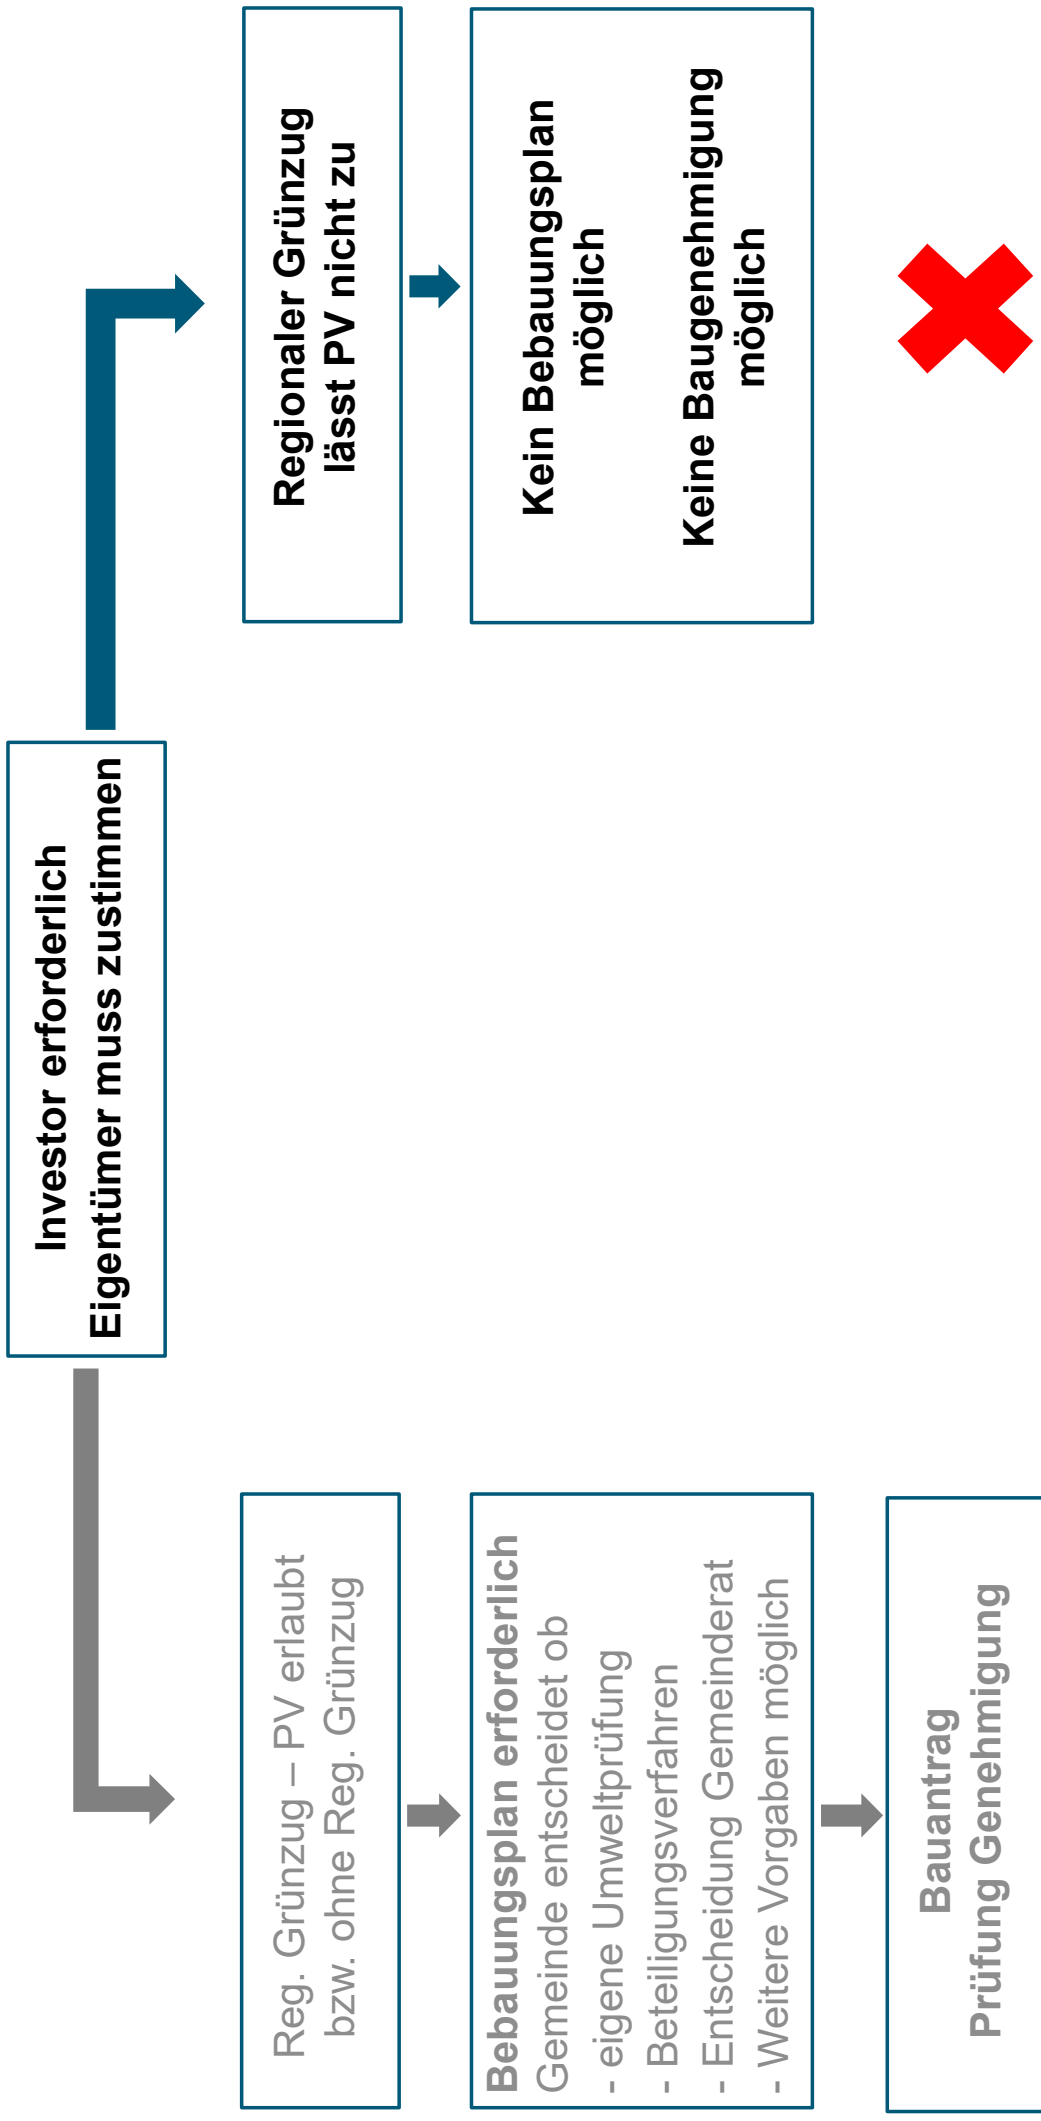 Investor erforderlich
Eigentümer muss zustimmen
Reg. Grünzug – PV erlaubt
bzw. ohne Reg. Grünzug
Bebauungsplan erforderlich
Gemeinde entscheidet ob
- eigene Umweltprüfung
- Beteiligungsverfahren
- Entscheidung Gemeinderat
- Weitere Vorgaben möglich
Bauantrag
Prüfung Genehmigung
Regionaler Grünzug
lässt PV nicht zu
Kein Bebauungsplan
möglich
Keine Baugenehmigung
möglich